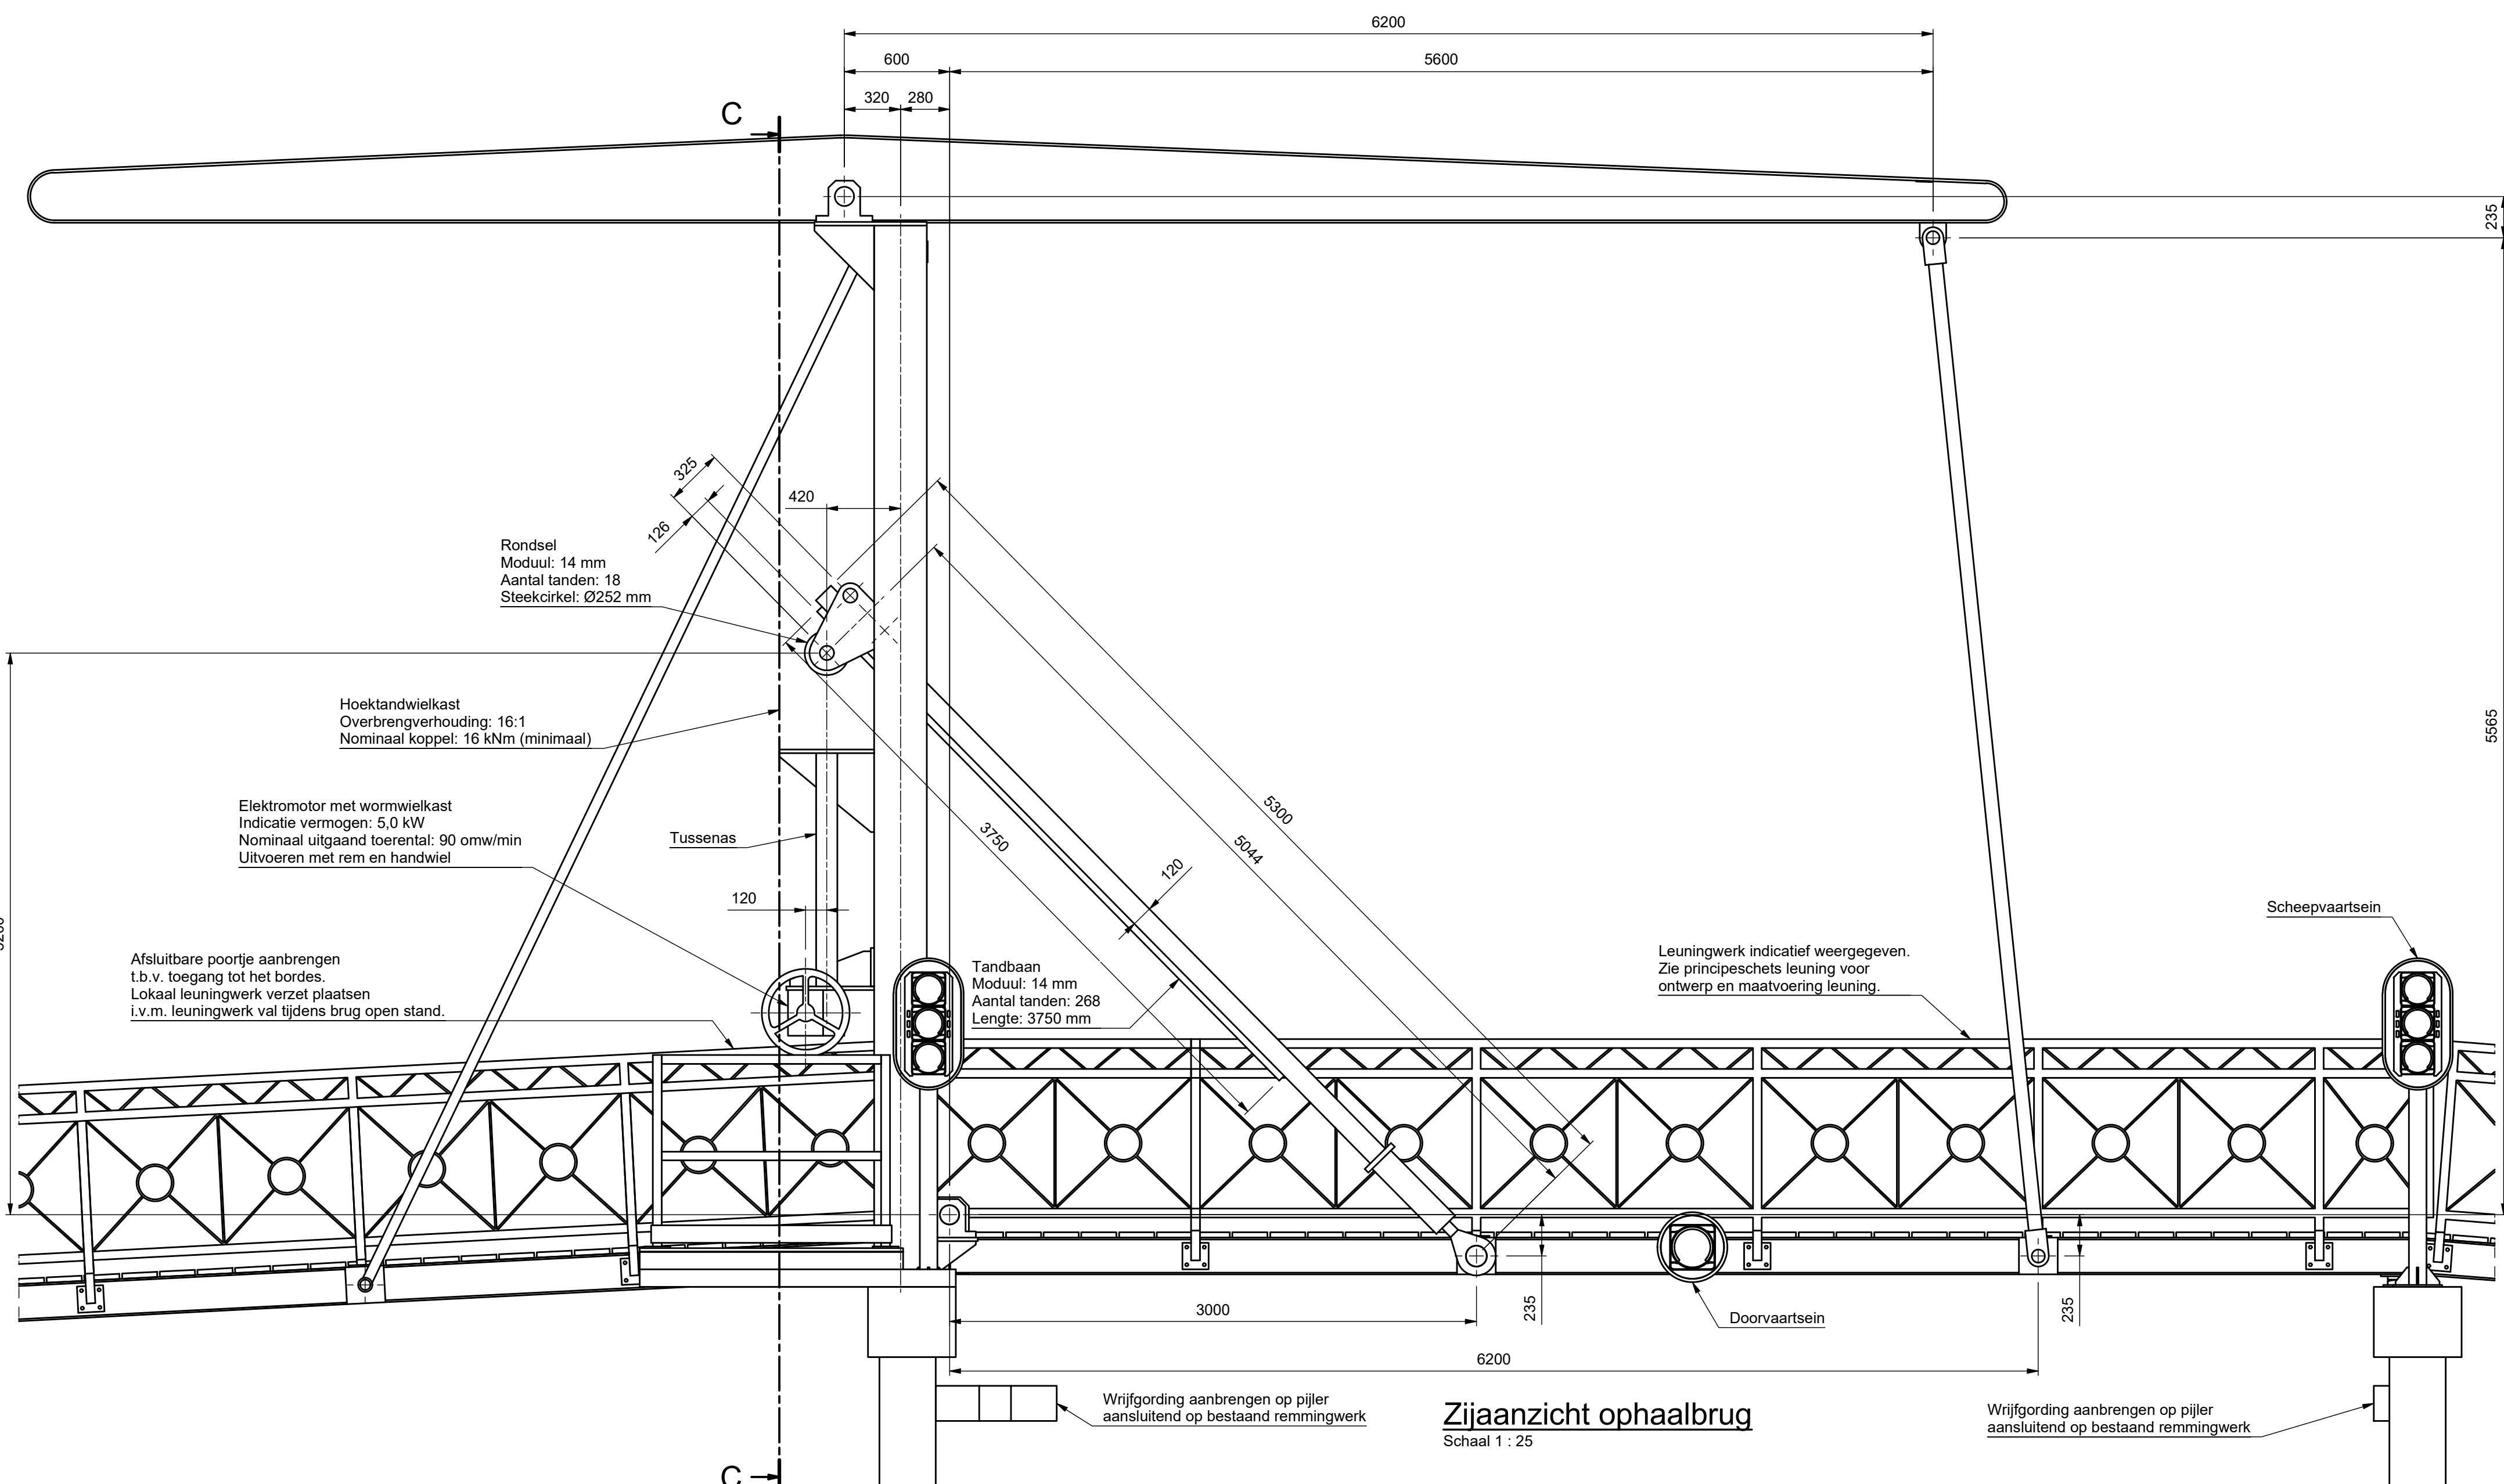 6200
600
5600
320
280
C
235
325
420
126
Rondsel
Moduul: 14 mm
Aantal tanden: 18
Steekcirkel: Ø252 mm
Hoektandwielkast
Overbrengverhouding: 16:1
Nominaal koppel: 16 kNm (minimaal)
5565
Elektromotor met wormwielkast
Indicatie vermogen: 5,0 kW
Nominaal uitgaand toerental: 90 omw/min
Uitvoeren met rem en handwiel
Tussenas
5300
3750
5044
120
120
Scheepvaartsein
Afsluitbare poortje aanbrengen
t.b.v. toegang tot het bordes.
Lokaal leuningwerk verzet plaatsen
i.v.m. leuningwerk val tijdens brug open stand.
Tandbaan
Moduul: 14 mm
Aantal tanden: 268
Lengte: 3750 mm
Leuningwerk indicatief weergegeven.
Zie principeschets leuning voor
ontwerp en maatvoering leuning.
3000
235
Doorvaartsein
235
6200
Wrijfgording aanbrengen op pijler
aansluitend op bestaand remmingwerk
Zijaanzicht ophaalbrug
Schaal 1 : 25
Wrijfgording aanbrengen op pijler
aansluitend op bestaand remmingwerk
C